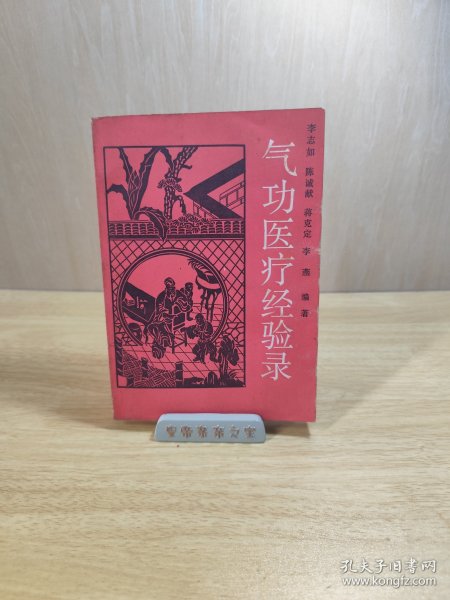 气功医疗经验录
李志如 陈诚猷 蒋克定 李燕 编著
孔夫子旧书网
www.kongfz.com